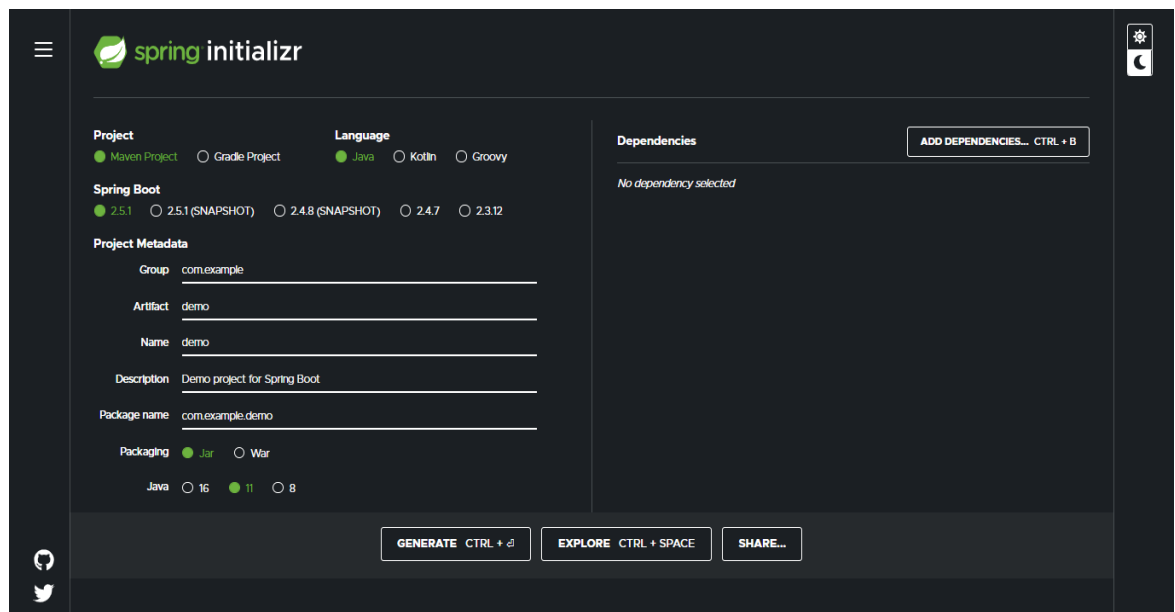 spring initializr
Project
Maven Project Gradle Project
Language
Java Kotlin Groovy
Spring Boot
2.5.1 2.5.1 (SNAPSHOT) 2.4.8 (SNAPSHOT) 2.4.7 2.3.12
Project Metadata
Group com.example
Artifact demo
Name demo
Description Demo project for Spring Boot
Package name com.example.demo
Packaging Jar War
Java 16 11 8
Dependencies
ADD DEPENDENCIES... CTRL + B
No dependency selected
GENERATE CTRL + ⏎
EXPLORE CTRL + SPACE
SHARE...